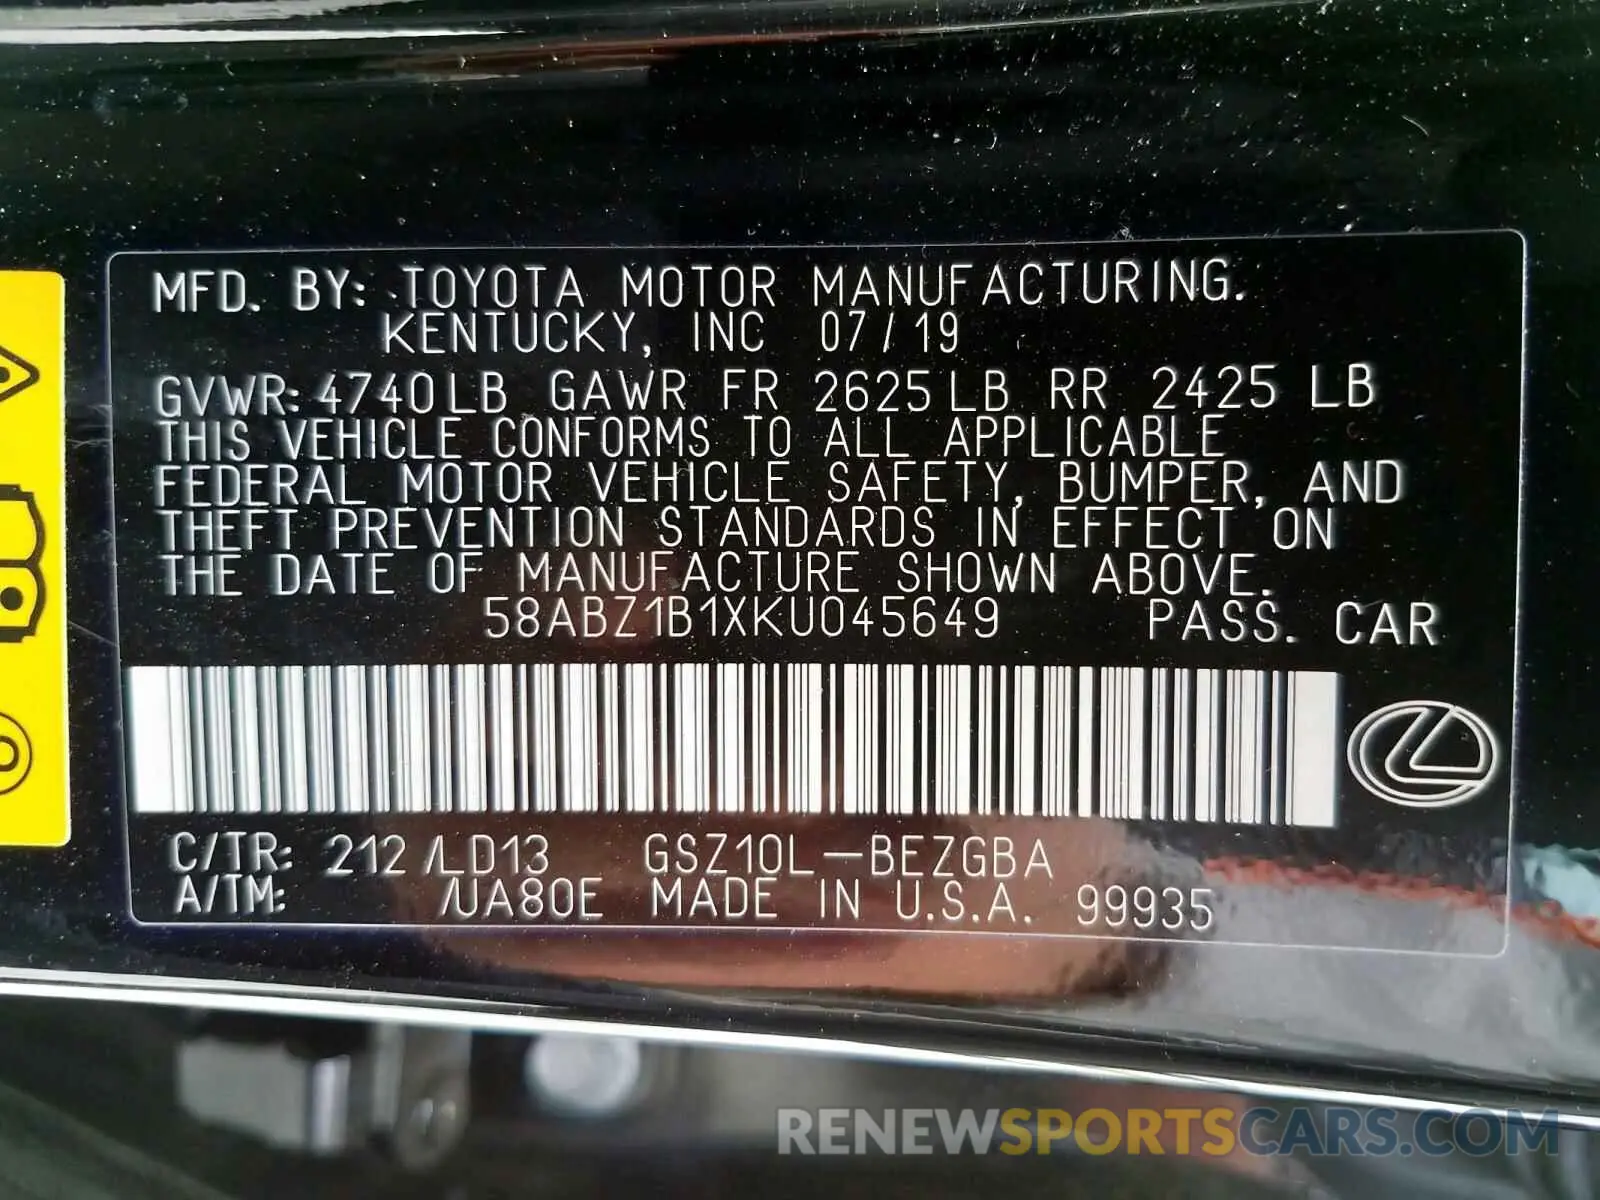 MFD. BY: TOYOTA MOTOR MANUFACTURING.
KENTUCKY, INC 07/19
GVWR: 4740LB GAWR FR 2625LB RR 2425 LB
THIS VEHICLE CONFORMS TO ALL APPLICABLE
FEDERAL MOTOR VEHICLE SAFETY, BUMPER, AND
THEFT PREVENTION STANDARDS IN EFFECT ON
THE DATE OF MANUFACTURE SHOWN ABOVE.
58ABZ1B1XKU045649 PASS. CAR
C/TR: 212 /LD13 GSZ10L-BEZGBA
A/TM: /UA80E MADE IN U.S.A. 99935
RENEWSPORTSCARS.COM